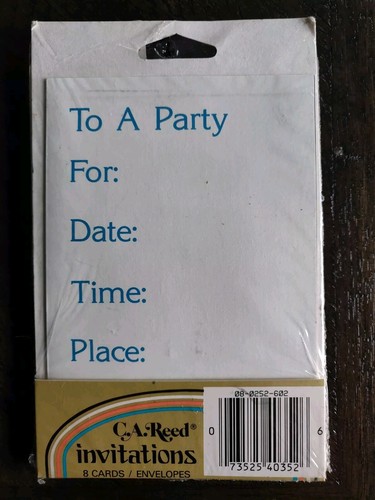 To A Party
For:
Date:
Time:
Place:
C.A.Reed®
invitations
8 CARDS / ENVELOPES
08-0252-602
0 73525 40352 6